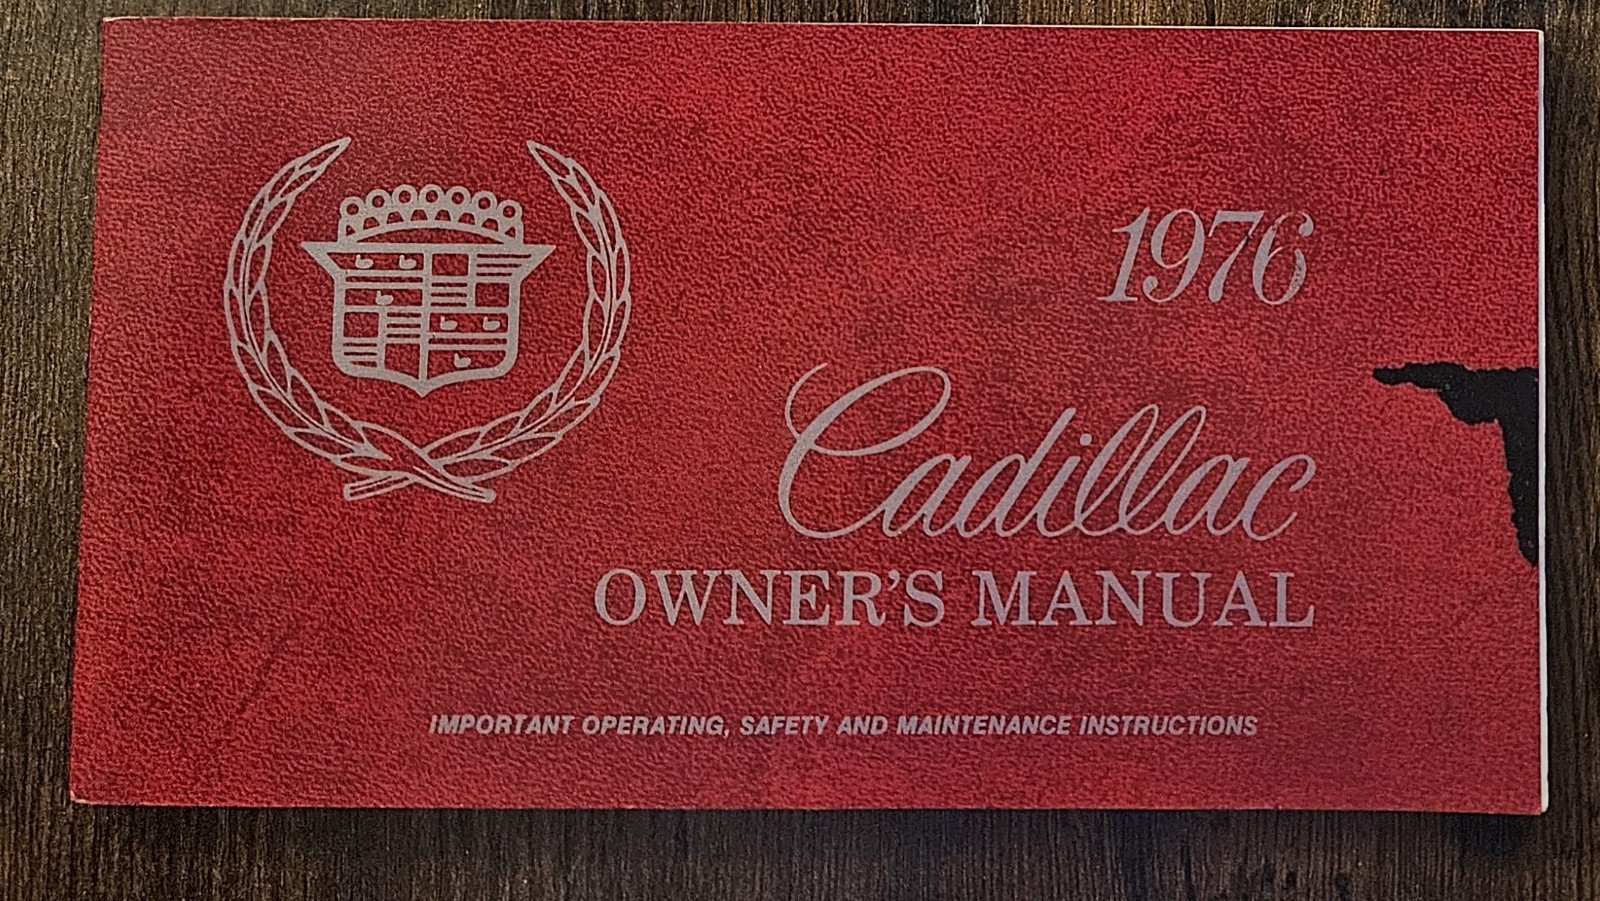 1976
Cadillac
OWNER'S MANUAL
IMPORTANT OPERATING, SAFETY AND MAINTENANCE INSTRUCTIONS